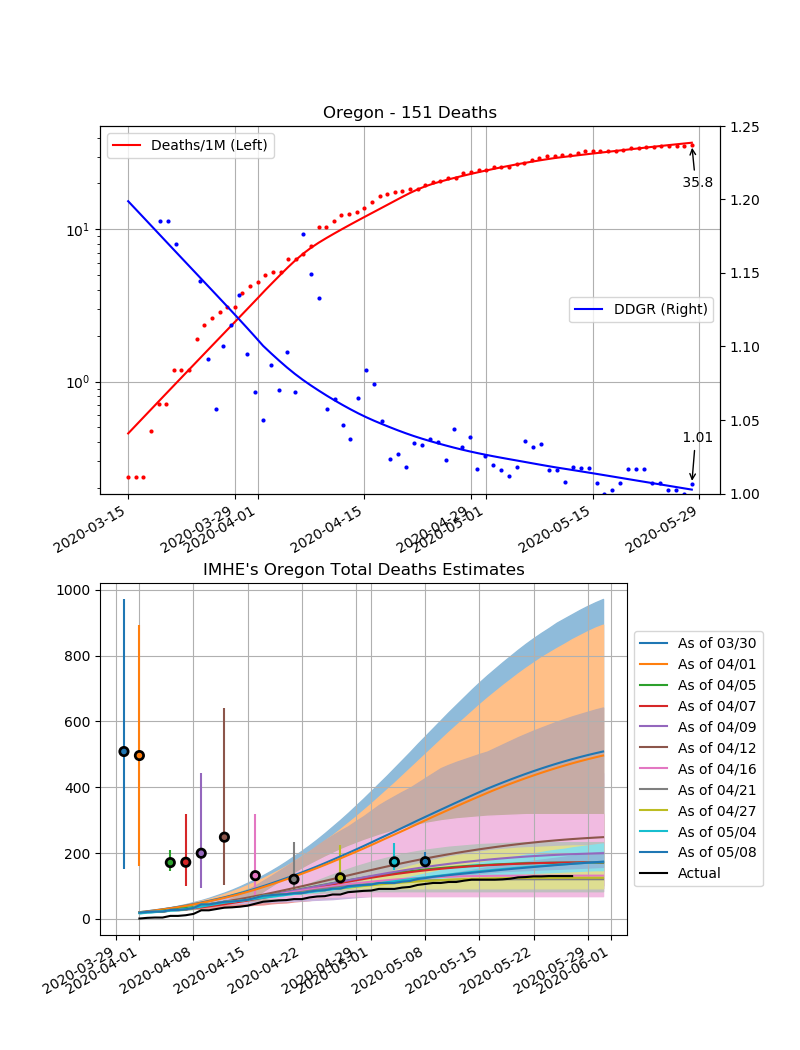 Oregon - 151 Deaths
Deaths/1M (Left)
DDGR (Right)
35.8
1.01
10¹
10⁰
1.25
1.20
1.15
1.10
1.05
1.00
2020-03-15
2020-03-29
2020-04-01
2020-04-15
2020-04-29
2020-05-01
2020-05-15
2020-05-29
IMHE's Oregon Total Deaths Estimates
1000
800
600
400
200
0
As of 03/30
As of 04/01
As of 04/05
As of 04/07
As of 04/09
As of 04/12
As of 04/16
As of 04/21
As of 04/27
As of 05/04
As of 05/08
Actual
2020-03-29
2020-04-01
2020-04-08
2020-04-15
2020-04-22
2020-04-29
2020-05-01
2020-05-08
2020-05-15
2020-05-22
2020-05-29
2020-06-01